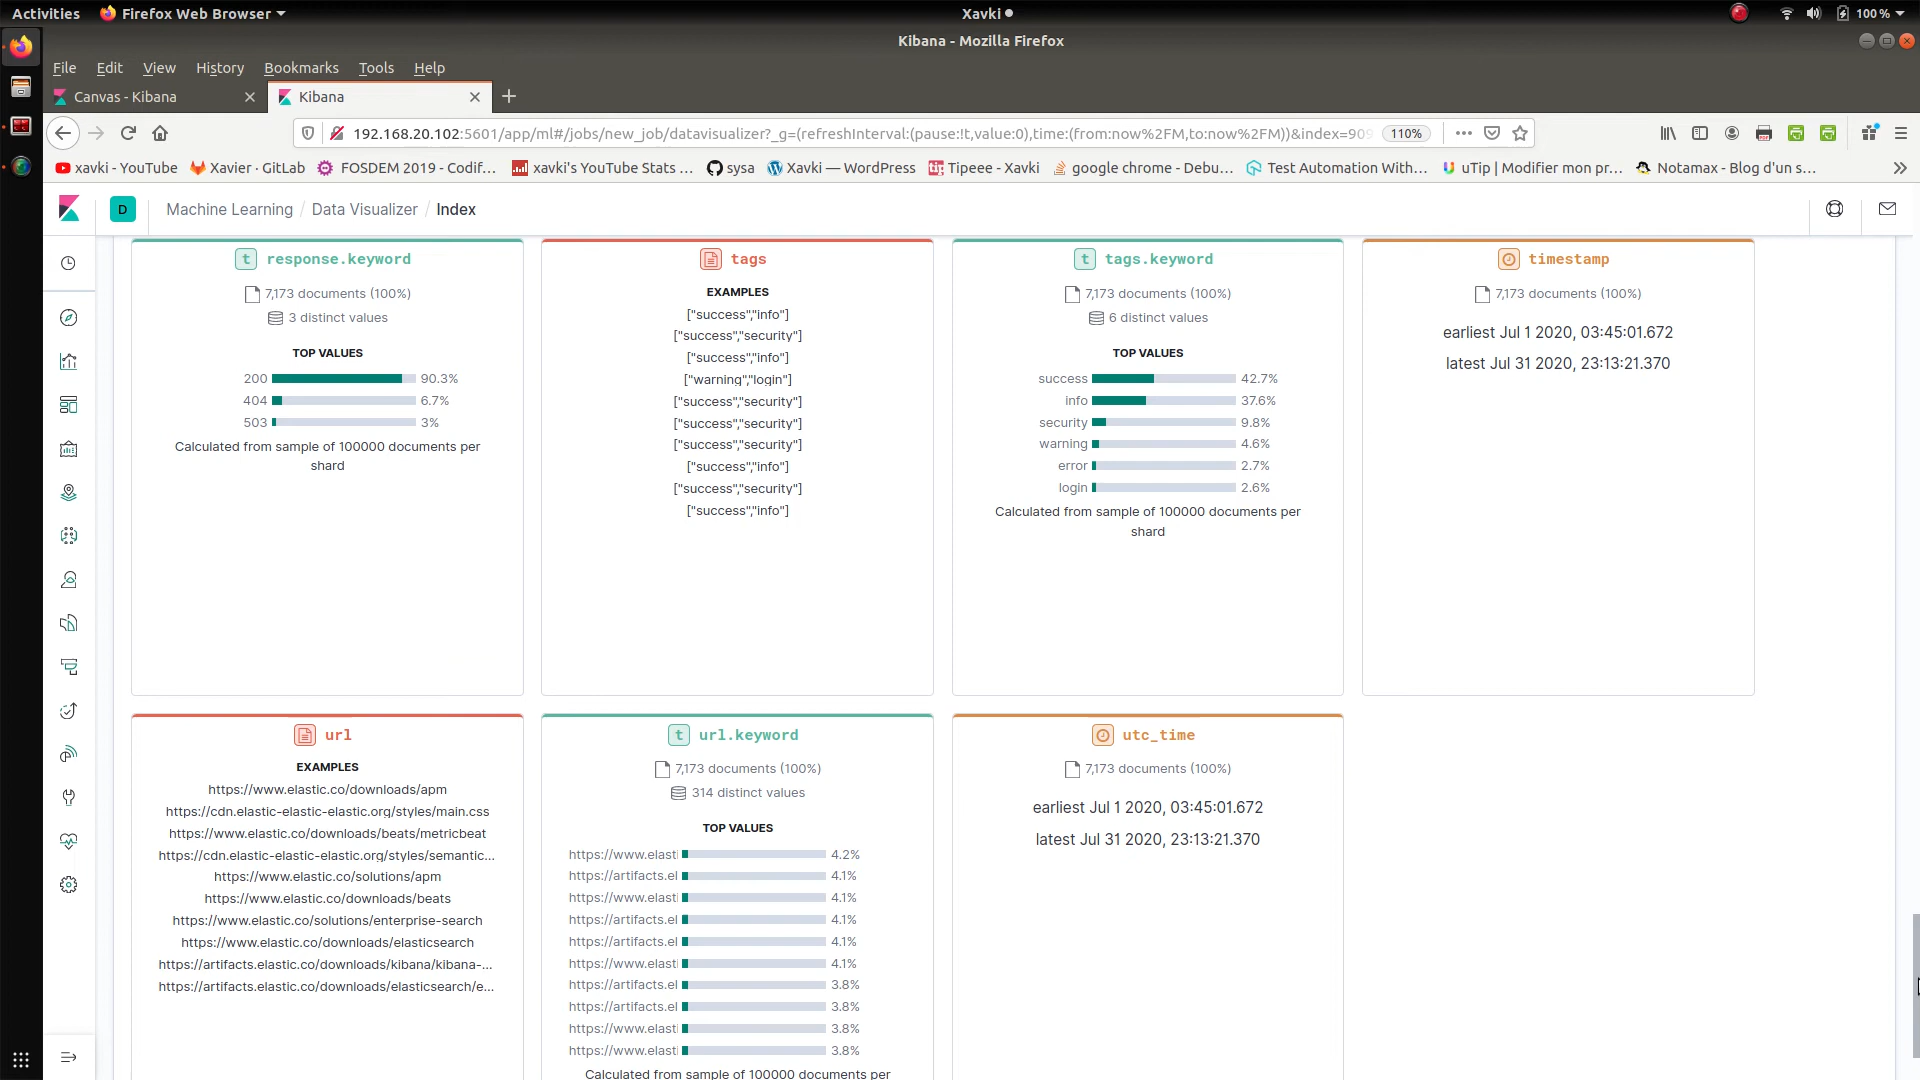 Activities
Firefox Web Browser
Xavki
100 %
Kibana - Mozilla Firefox
File Edit View History Bookmarks Tools Help
Canvas - Kibana
Kibana
192.168.20.102:5601/app/ml#/jobs/new_job/datavisualizer?_g=(refreshInterval:(pause:!t,value:0),time:(from:now%2FM,to:now%2FM))&index=909
110%
xavki - YouTube
Xavier · GitLab
FOSDEM 2019 - Codif…
xavki's YouTube Stats …
sysa
Xavki — WordPress
Tipeee - Xavki
google chrome - Debu…
Test Automation With…
uTip | Modifier mon pr…
Notamax - Blog d'un s…
D
Machine Learning / Data Visualizer / Index
t response.keyword
7,173 documents (100%)
3 distinct values
TOP VALUES
200 90.3%
404 6.7%
503 3%
Calculated from sample of 100000 documents per
shard
tags
EXAMPLES
["success","info"]
["success","security"]
["success","info"]
["warning","login"]
["success","security"]
["success","security"]
["success","security"]
["success","info"]
["success","security"]
["success","info"]
t tags.keyword
7,173 documents (100%)
6 distinct values
TOP VALUES
success 42.7%
info 37.6%
security 9.8%
warning 4.6%
error 2.7%
login 2.6%
Calculated from sample of 100000 documents per
shard
timestamp
7,173 documents (100%)
earliest Jul 1 2020, 03:45:01.672
latest Jul 31 2020, 23:13:21.370
url
EXAMPLES
https://www.elastic.co/downloads/apm
https://cdn.elastic-elastic-elastic.org/styles/main.css
https://www.elastic.co/downloads/beats/metricbeat
https://cdn.elastic-elastic-elastic.org/styles/semantic...
https://www.elastic.co/solutions/apm
https://www.elastic.co/downloads/beats
https://www.elastic.co/solutions/enterprise-search
https://www.elastic.co/downloads/elasticsearch
https://artifacts.elastic.co/downloads/kibana/kibana-...
https://artifacts.elastic.co/downloads/elasticsearch/e...
t url.keyword
7,173 documents (100%)
314 distinct values
TOP VALUES
https://www.elast 4.2%
https://artifacts.el 4.1%
https://www.elast 4.1%
https://artifacts.el 4.1%
https://artifacts.el 4.1%
https://www.elast 4.1%
https://artifacts.el 3.8%
https://artifacts.el 3.8%
https://www.elast 3.8%
https://www.elast 3.8%
Calculated from sample of 100000 documents per
utc_time
7,173 documents (100%)
earliest Jul 1 2020, 03:45:01.672
latest Jul 31 2020, 23:13:21.370